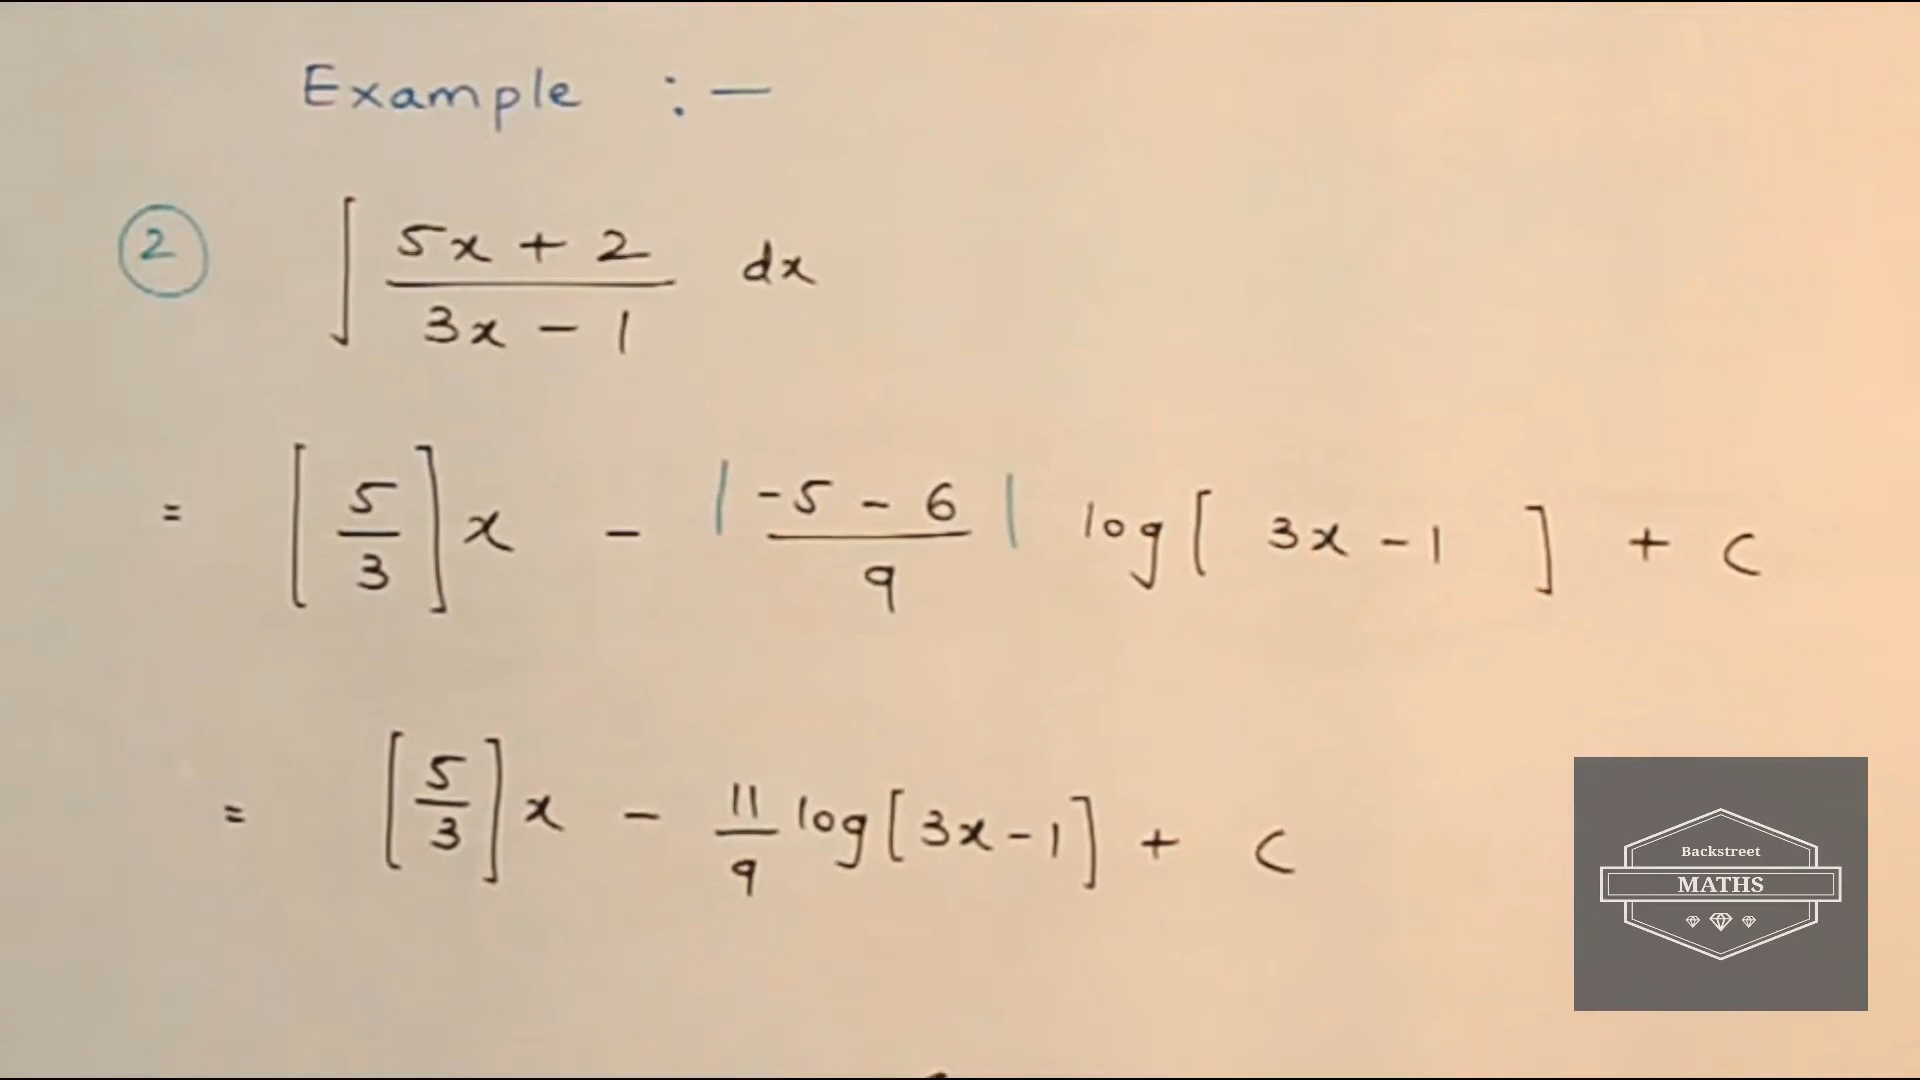 Example :-
② ∫ (5x + 2)/(3x - 1) dx
= [5/3]x - |(-5 - 6)/9| log[3x - 1] + c
= [5/3]x - 11/9 log[3x - 1] + c
Backstreet
MATHS